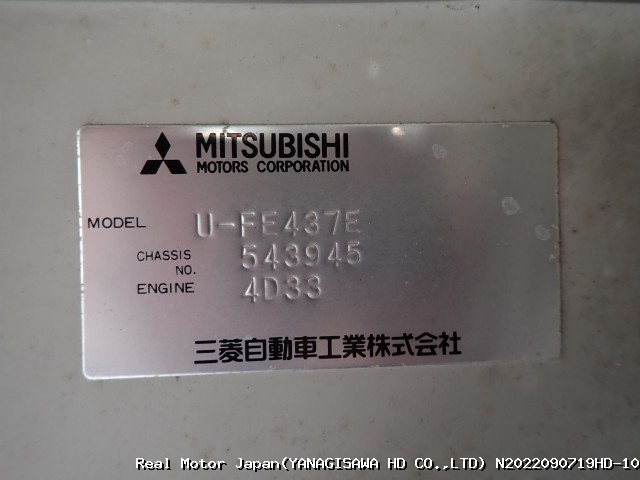 MITSUBISHI
MOTORS CORPORATION
MODEL U-FE437E
CHASSIS NO. 543945
ENGINE 4D33
三菱自動車工業株式会社
Real Motor Japan(YANAGISAWA HD CO.,LTD) N2022090719HD-10